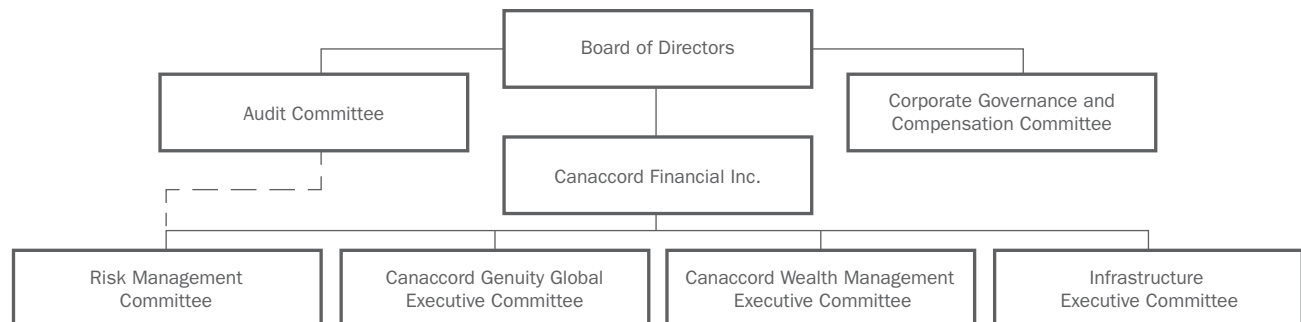 Board of Directors
Audit Committee
Corporate Governance and
Compensation Committee
Canaccord Financial Inc.
Risk Management
Committee
Canaccord Genuity Global
Executive Committee
Canaccord Wealth Management
Executive Committee
Infrastructure
Executive Committee